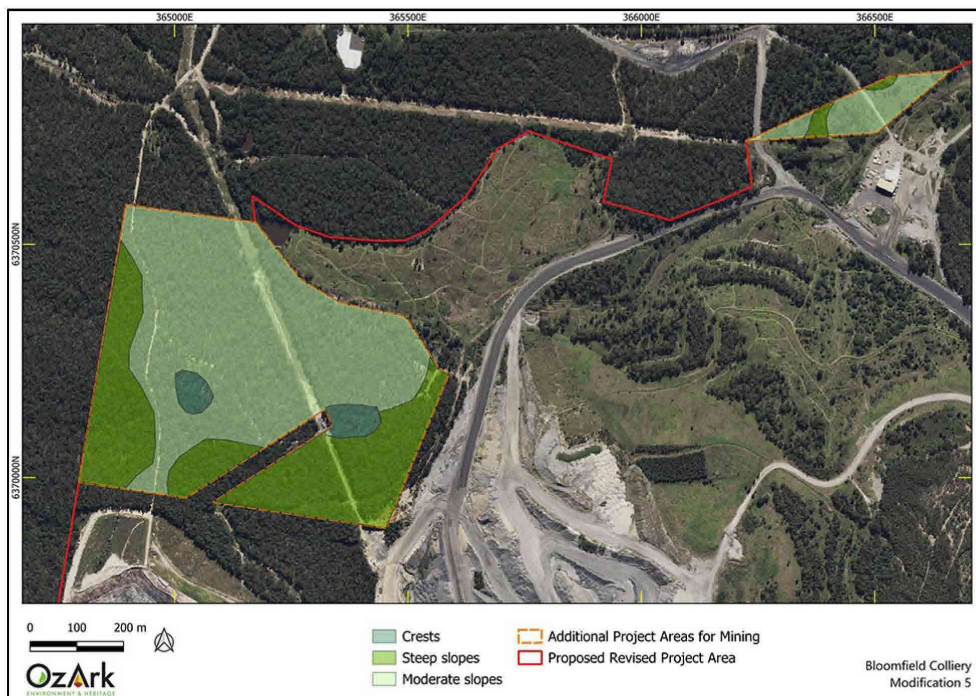 365000E 365500E 366000E 366500E
6370500N
6370000N
0 100 200 m
OzArk
ENVIRONMENT & HERITAGE
Crests
Steep slopes
Moderate slopes
Additional Project Areas for Mining
Proposed Revised Project Area
Bloomfield Colliery
Modification 5